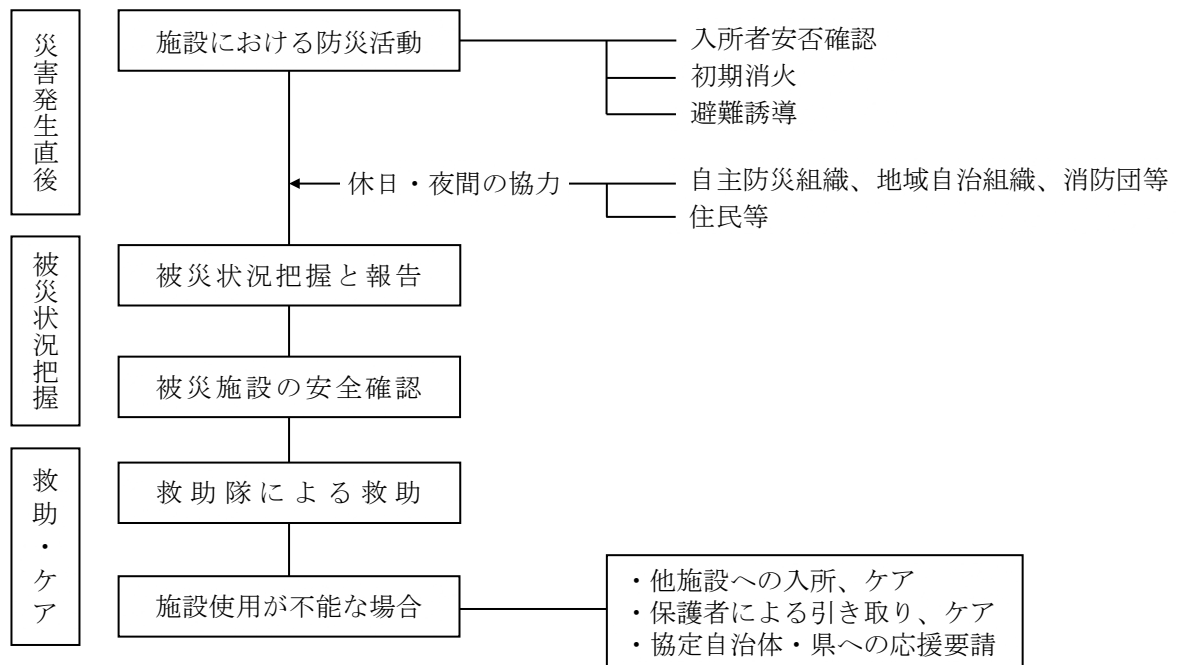 災害発生直後
施設における防災活動
入所者安否確認
初期消火
避難誘導
休日・夜間の協力
自主防災組織、地域自治組織、消防団等
住民等
被災状況把握
被災状況把握と報告
被災施設の安全確認
救助・ケア
救助隊による救助
施設使用が不能な場合
・他施設への入所、ケア
・保護者による引き取り、ケア
・協定自治体・県への応援要請